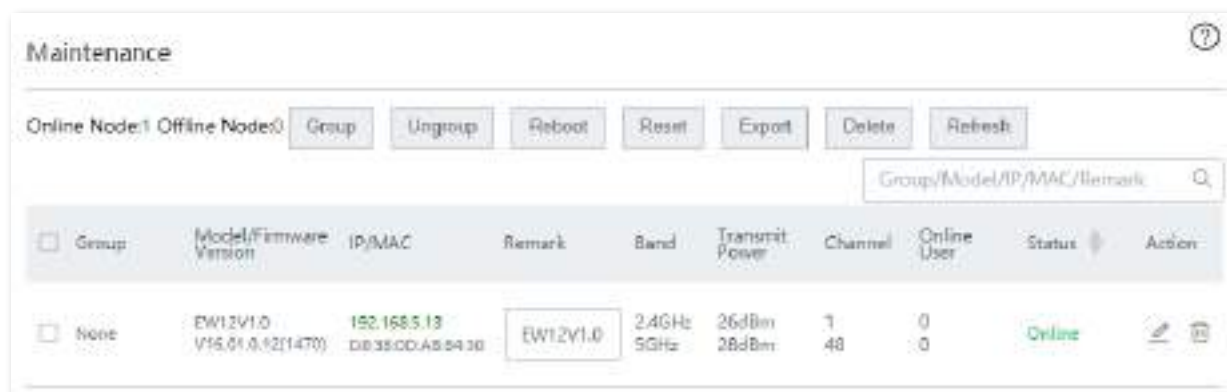 Maintenance
Online Node:1 Offline Node:0 Group Ungroup Reboot Reset Export Delete Refresh
Group/Model/IP/MAC/Remark
Group Model/Firmware Version IP/MAC Remark Band Transmit Power Channel Online User Status Action
None EW12V1.0 192.168.5.13 EW12V1.0 2.4GHz 26dBm 1 0 Online
V16.01.0.12(1470) 5GHz 28dBm 48 0